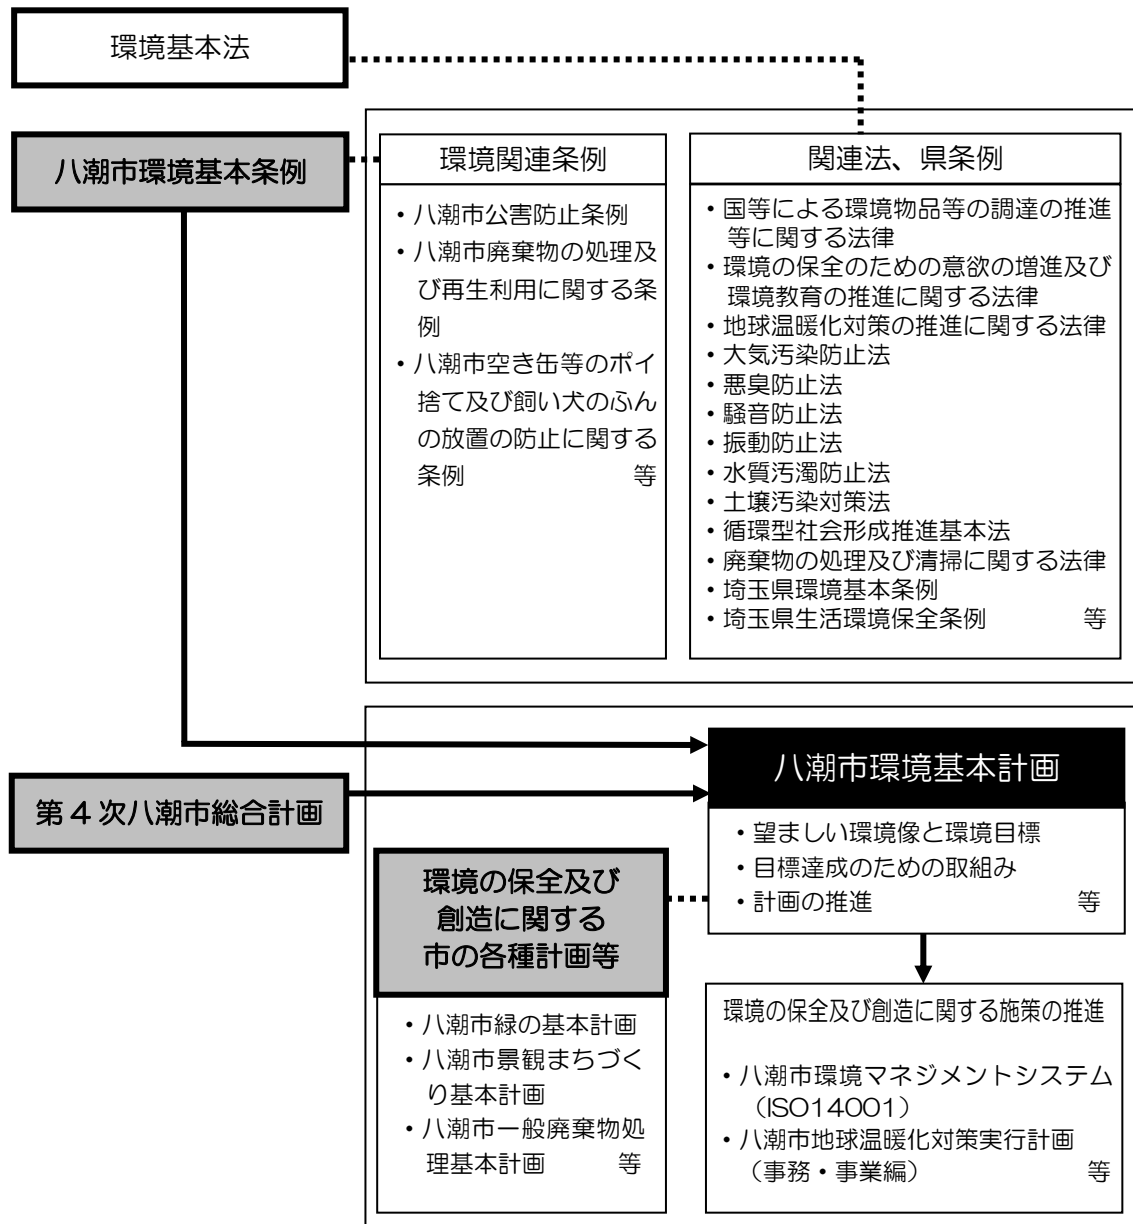 環境基本法
八潮市環境基本条例
環境関連条例
・八潮市公害防止条例
・八潮市廃棄物の処理及
び再生利用に関する条
例
・八潮市空き缶等のポイ
捨て及び飼い犬のふん
の放置の防止に関する
条例 等
関連法、県条例
・国等による環境物品等の調達の推進
等に関する法律
・環境の保全のための意欲の増進及び
環境教育の推進に関する法律
・地球温暖化対策の推進に関する法律
・大気汚染防止法
・悪臭防止法
・騒音防止法
・振動防止法
・水質汚濁防止法
・土壌汚染対策法
・循環型社会形成推進基本法
・廃棄物の処理及び清掃に関する法律
・埼玉県環境基本条例
・埼玉県生活環境保全条例 等
第4次八潮市総合計画
八潮市環境基本計画
・望ましい環境像と環境目標
・目標達成のための取組み
・計画の推進 等
環境の保全及び
創造に関する
市の各種計画等
・八潮市緑の基本計画
・八潮市景観まちづく
り基本計画
・八潮市一般廃棄物処
理基本計画 等
環境の保全及び創造に関する施策の推進
・八潮市環境マネジメントシステム
（ISO14001）
・八潮市地球温暖化対策実行計画
（事務・事業編） 等